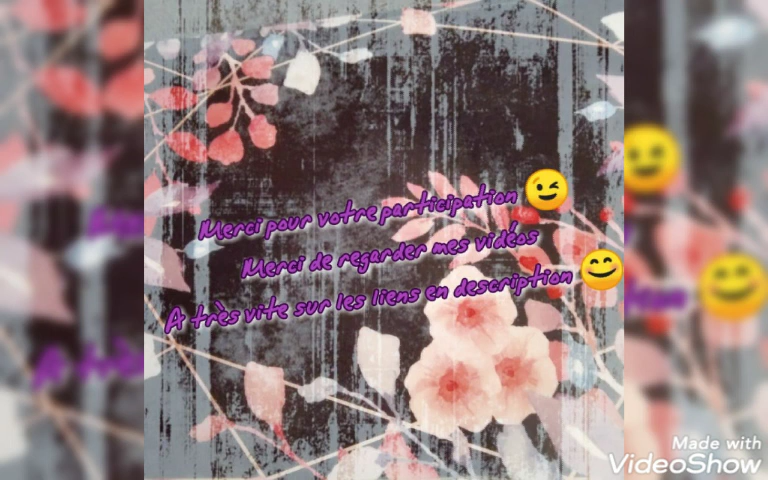 Merci pour votre participation 😉
Merci de regarder mes vidéos
A très vite sur les liens en description 😊
Made with
VideoShow